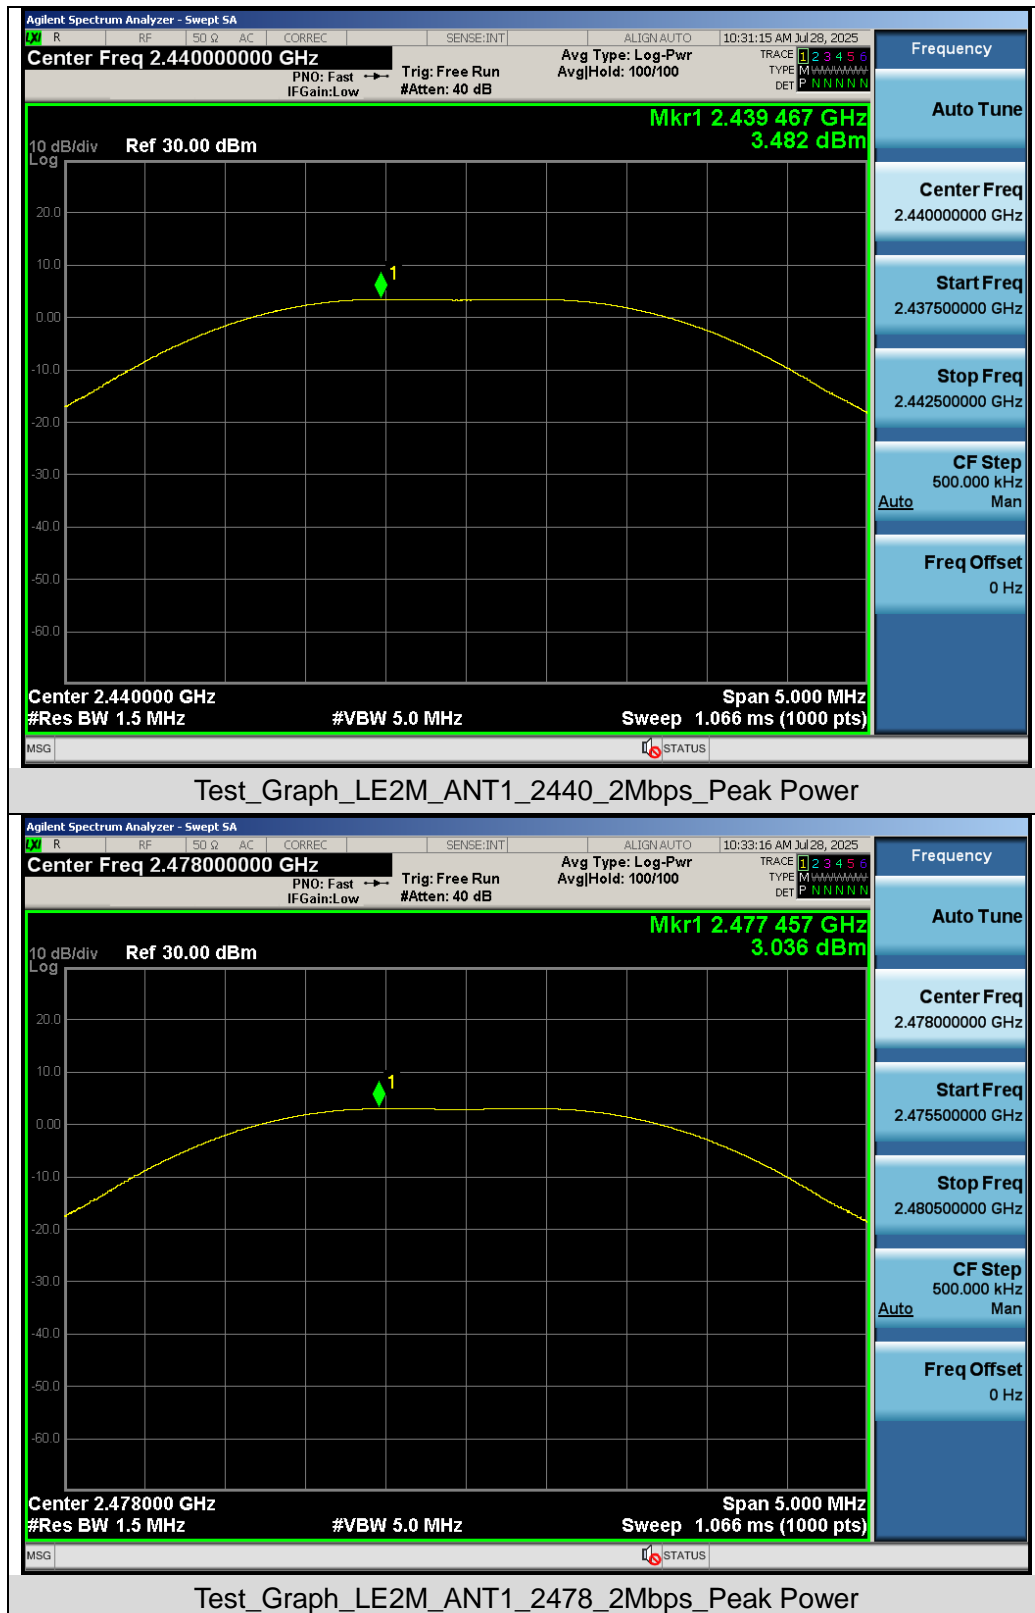 Agilent Spectrum Analyzer - Swept SA
LXI R RF 50 Ω AC CORREC SENSE:INT ALIGN AUTO 10:31:15 AM Jul 28, 2025
Center Freq 2.440000000 GHz
PNO: Fast
IFGain:Low
Trig: Free Run
#Atten: 40 dB
Avg Type: Log-Pwr
Avg|Hold: 100/100
TRACE 1 2 3 4 5 6
TYPE M
DET P N N N N N
Mkr1 2.439 467 GHz
3.482 dBm
10 dB/div Ref 30.00 dBm
Log
20.0
10.0
1
0.00
-10.0
-20.0
-30.0
-40.0
-50.0
-60.0
Center 2.440000 GHz Span 5.000 MHz
#Res BW 1.5 MHz #VBW 5.0 MHz Sweep 1.066 ms (1000 pts)
MSG STATUS
Frequency
Auto Tune
Center Freq
2.440000000 GHz
Start Freq
2.437500000 GHz
Stop Freq
2.442500000 GHz
CF Step
500.000 kHz
Auto Man
Freq Offset
0 Hz
Test_Graph_LE2M_ANT1_2440_2Mbps_Peak Power
Agilent Spectrum Analyzer - Swept SA
LXI R RF 50 Ω AC CORREC SENSE:INT ALIGN AUTO 10:33:16 AM Jul 28, 2025
Center Freq 2.478000000 GHz
PNO: Fast
IFGain:Low
Trig: Free Run
#Atten: 40 dB
Avg Type: Log-Pwr
Avg|Hold: 100/100
TRACE 1 2 3 4 5 6
TYPE M
DET P N N N N N
Mkr1 2.477 457 GHz
3.036 dBm
10 dB/div Ref 30.00 dBm
Log
20.0
10.0
1
0.00
-10.0
-20.0
-30.0
-40.0
-50.0
-60.0
Center 2.478000 GHz Span 5.000 MHz
#Res BW 1.5 MHz #VBW 5.0 MHz Sweep 1.066 ms (1000 pts)
MSG STATUS
Frequency
Auto Tune
Center Freq
2.478000000 GHz
Start Freq
2.475500000 GHz
Stop Freq
2.480500000 GHz
CF Step
500.000 kHz
Auto Man
Freq Offset
0 Hz
Test_Graph_LE2M_ANT1_2478_2Mbps_Peak Power